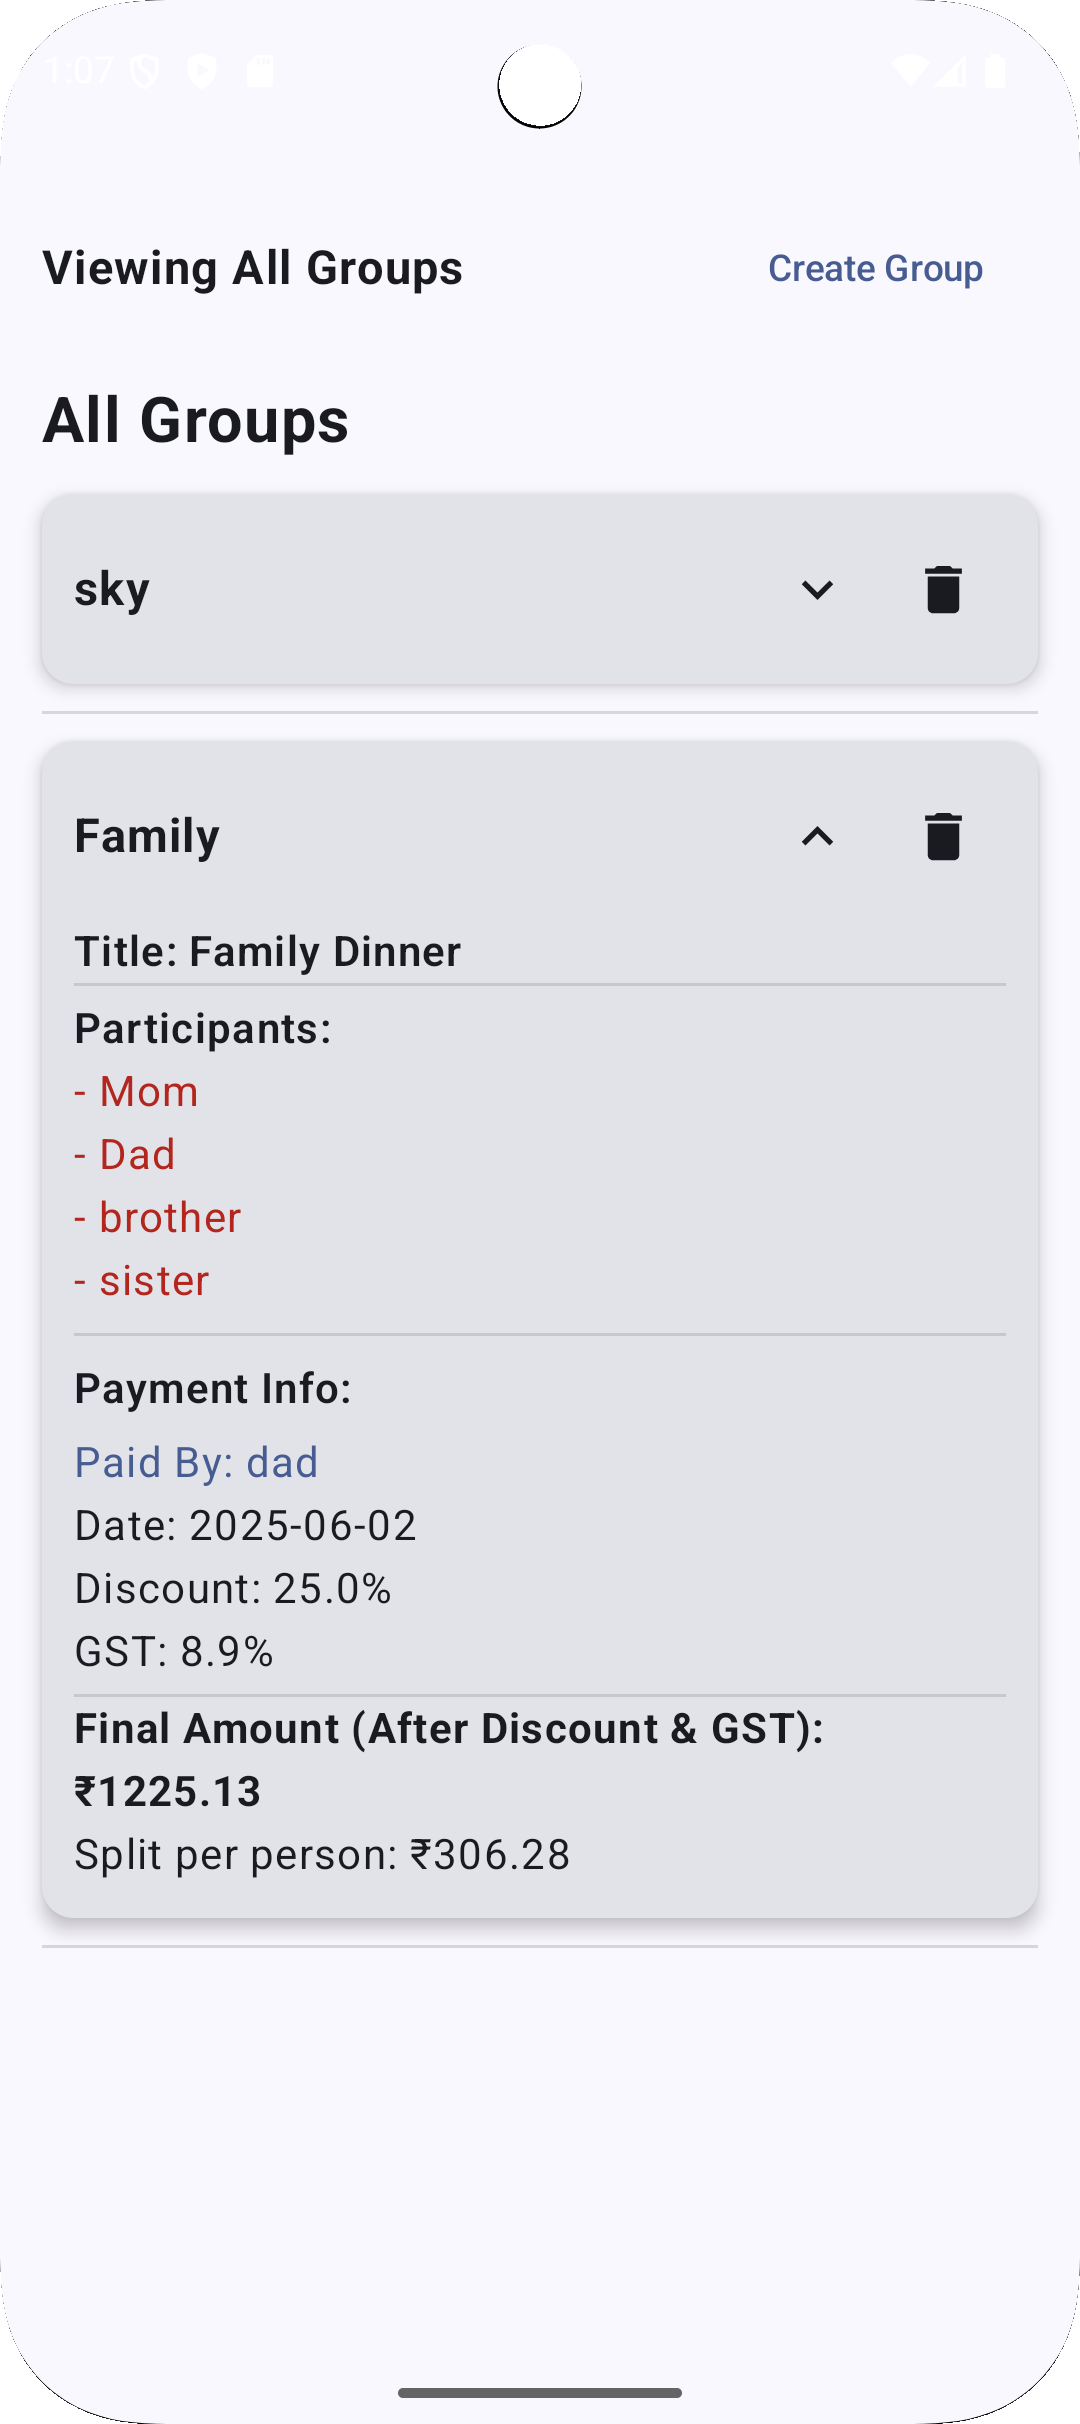 1:07
Viewing All Groups
Create Group
All Groups
sky
Family
Title: Family Dinner
Participants:
- Mom
- Dad
- brother
- sister
Payment Info:
Paid By: dad
Date: 2025-06-02
Discount: 25.0%
GST: 8.9%
Final Amount (After Discount & GST):
₹1225.13
Split per person: ₹306.28